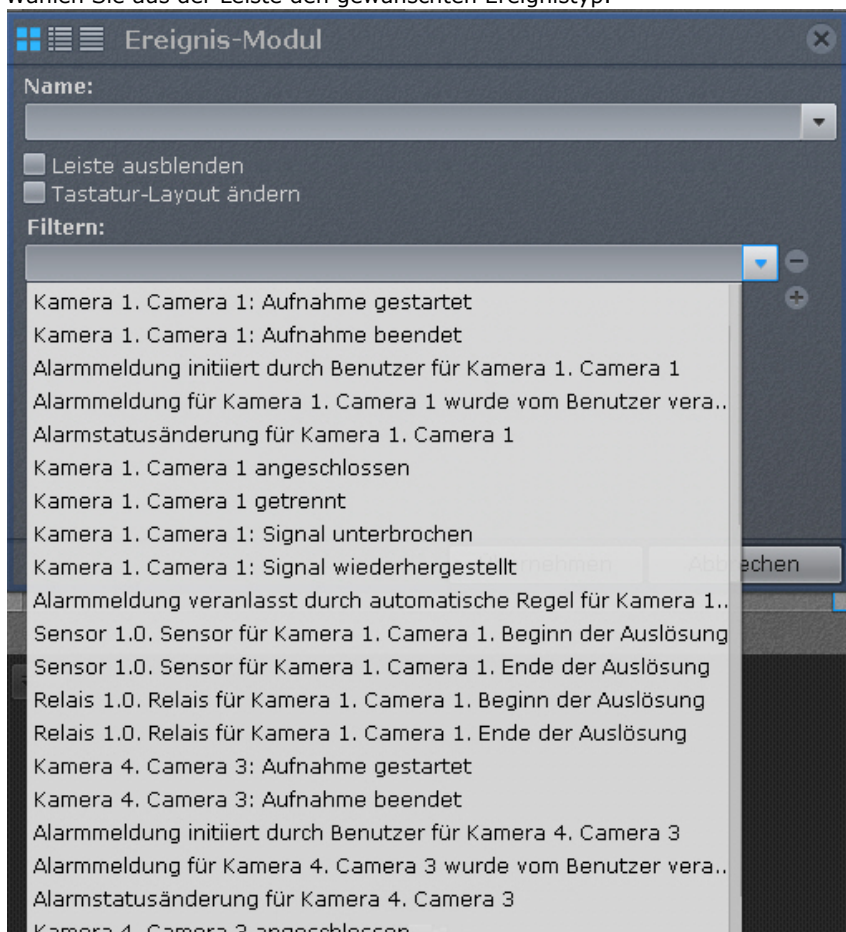 Wählen Sie aus der Leiste den gewünschten Ereignistyp.
Ereignis-Modul
Name:
Leiste ausblenden
Tastatur-Layout ändern
Filtern:
Kamera 1. Camera 1: Aufnahme gestartet
Kamera 1. Camera 1: Aufnahme beendet
Alarmmeldung initiiert durch Benutzer für Kamera 1. Camera 1
Alarmmeldung für Kamera 1. Camera 1 wurde vom Benutzer vera..
Alarmstatusänderung für Kamera 1. Camera 1
Kamera 1. Camera 1 angeschlossen
Kamera 1. Camera 1 getrennt
Kamera 1. Camera 1: Signal unterbrochen
Kamera 1. Camera 1: Signal wiederhergestellt
nehmen Abbrechen
Alarmmeldung veranlasst durch automatische Regel für Kamera 1..
Sensor 1.0. Sensor für Kamera 1. Camera 1. Beginn der Auslösung
Sensor 1.0. Sensor für Kamera 1. Camera 1. Ende der Auslösung
Relais 1.0. Relais für Kamera 1. Camera 1. Beginn der Auslösung
Relais 1.0. Relais für Kamera 1. Camera 1. Ende der Auslösung
Kamera 4. Camera 3: Aufnahme gestartet
Kamera 4. Camera 3: Aufnahme beendet
Alarmmeldung initiiert durch Benutzer für Kamera 4. Camera 3
Alarmmeldung für Kamera 4. Camera 3 wurde vom Benutzer vera..
Alarmstatusänderung für Kamera 4. Camera 3
Kamera 4. Camera 3 angeschlossen